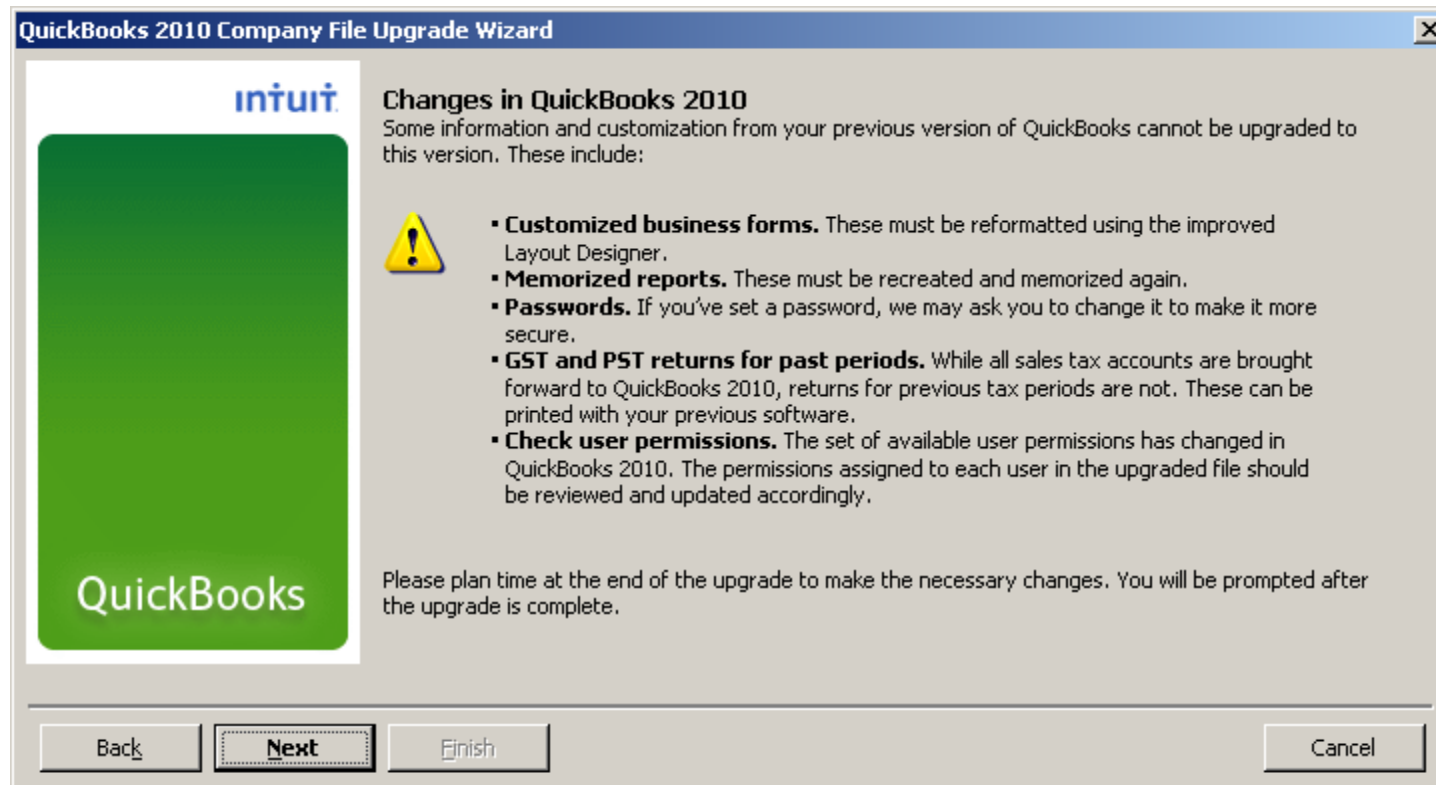 QuickBooks 2010 Company File Upgrade Wizard
intuit
Changes in QuickBooks 2010
Some information and customization from your previous version of QuickBooks cannot be upgraded to
this version. These include:
▪ Customized business forms. These must be reformatted using the improved
Layout Designer.
▪ Memorized reports. These must be recreated and memorized again.
▪ Passwords. If you've set a password, we may ask you to change it to make it more
secure.
▪ GST and PST returns for past periods. While all sales tax accounts are brought
forward to QuickBooks 2010, returns for previous tax periods are not. These can be
printed with your previous software.
▪ Check user permissions. The set of available user permissions has changed in
QuickBooks 2010. The permissions assigned to each user in the upgraded file should
be reviewed and updated accordingly.
QuickBooks
Please plan time at the end of the upgrade to make the necessary changes. You will be prompted after
the upgrade is complete.
Back Next Finish Cancel